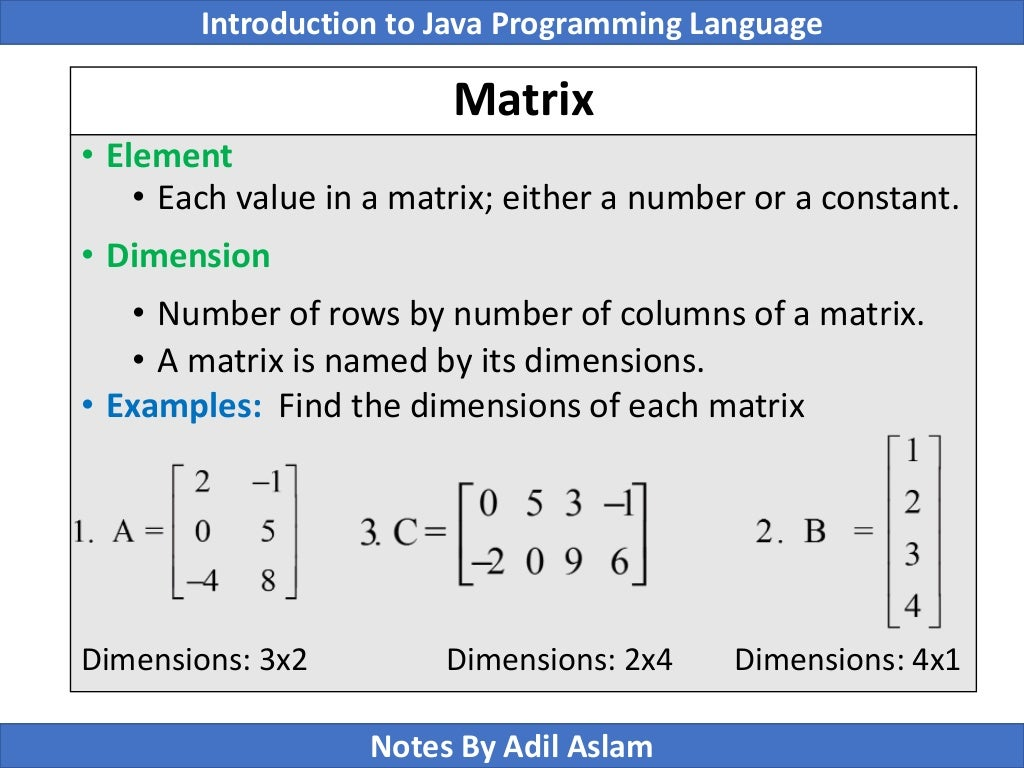 Introduction to Java Programming Language
Matrix
• Element
• Each value in a matrix; either a number or a constant.
• Dimension
• Number of rows by number of columns of a matrix.
• A matrix is named by its dimensions.
• Examples: Find the dimensions of each matrix
1. A =
2 −1
0 5
−4 8
3. C =
0 5 3 −1
−2 0 9 6
2. B =
1
2
3
4
Dimensions: 3x2
Dimensions: 2x4
Dimensions: 4x1
Notes By Adil Aslam